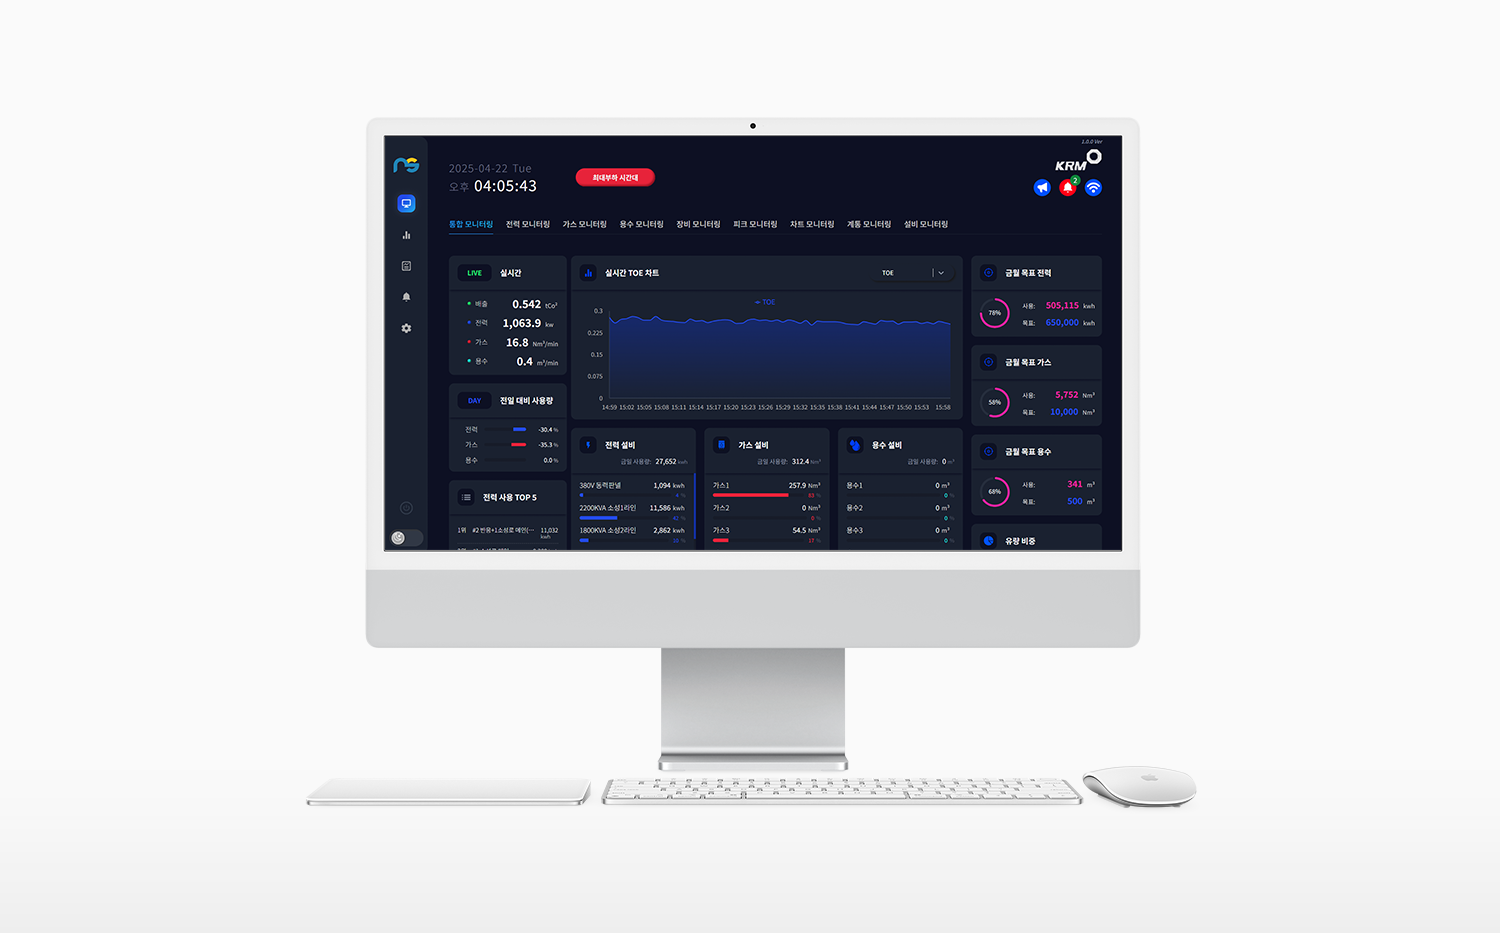 1.0.0 Ver
KRM
2
2025-04-22 Tue
오후 04:05:43
최대부하 시간대
통합 모니터링 전력 모니터링 가스 모니터링 용수 모니터링 장비 모니터링 피크 모니터링 차트 모니터링 계통 모니터링 설비 모니터링
LIVE 실시간
배출 0.542 tCo²
전력 1,063.9 kw
가스 16.8 Nm³/min
용수 0.4 m³/min
DAY 전일 대비 사용량
전력 -30.4 %
가스 -35.3 %
용수 0.0 %
전력 사용 TOP 5
1위 #2 반응+1소성로 메인(··· 11,032
kwh
실시간 TOE 차트
TOE
TOE
0.3
0.225
0.15
0.075
0
14:59 15:02 15:05 15:08 15:11 15:14 15:17 15:20 15:23 15:26 15:29 15:32 15:35 15:38 15:41 15:44 15:47 15:50 15:53 15:58
전력 설비
금일 사용량: 27,652 kwh
380V 동력판넬 1,094 kwh
4 %
2200KVA 소성1라인 11,586 kwh
42 %
1800KVA 소성2라인 2,862 kwh
10 %
가스 설비
금일 사용량: 312.4 Nm³
가스1 257.9 Nm³
83 %
가스2 0 Nm³
0 %
가스3 54.5 Nm³
17 %
용수 설비
금일 사용량: 0 m³
용수1 0 m³
0 %
용수2 0 m³
0 %
용수3 0 m³
0 %
금월 목표 전력
78%
사용: 505,115 kwh
목표: 650,000 kwh
금월 목표 가스
58%
사용: 5,752 Nm³
목표: 10,000 Nm³
금월 목표 용수
68%
사용: 341 m³
목표: 500 m³
유량 비중